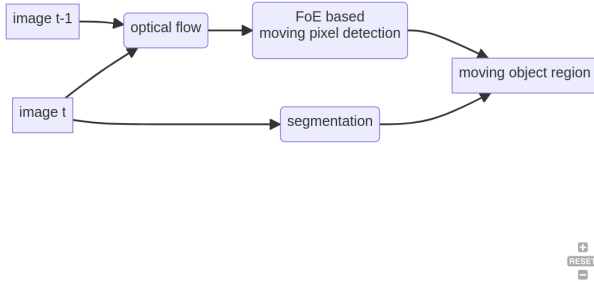 image t-1
optical flow
FoE based
moving pixel detection
moving object region
image t
segmentation
RESET